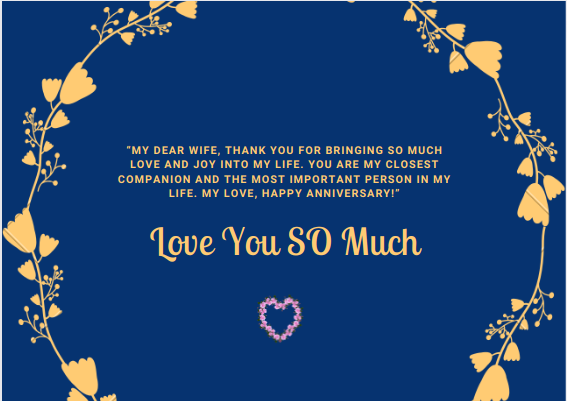 "MY DEAR WIFE, THANK YOU FOR BRINGING SO MUCH
LOVE AND JOY INTO MY LIFE. YOU ARE MY CLOSEST
COMPANION AND THE MOST IMPORTANT PERSON IN MY
LIFE. MY LOVE, HAPPY ANNIVERSARY!"
Love You SO Much